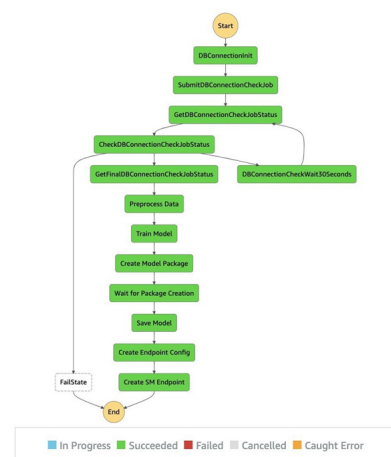 Start
DBConnectionInit
SubmitDBConnectionCheckJob
GetDBConnectionCheckJobStatus
CheckDBConnectionCheckJobStatus
GetFinalDBConnectionCheckJobStatus
DBConnectionCheckWait30Seconds
Preprocess Data
Train Model
Create Model Package
Wait for Package Creation
Save Model
Create Endpoint Config
FailState
Create SM Endpoint
End
In Progress
Succeeded
Failed
Cancelled
Caught Error